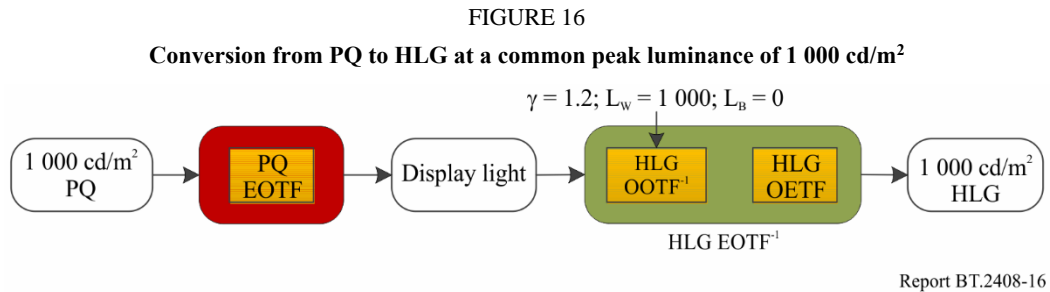 FIGURE 16
Conversion from PQ to HLG at a common peak luminance of 1 000 cd/m²
γ = 1.2; L_W = 1 000; L_B = 0
1 000 cd/m²
PQ
PQ
EOTF
Display light
HLG
OOTF⁻¹
HLG
OETF
1 000 cd/m²
HLG
HLG EOTF⁻¹
Report BT.2408-16